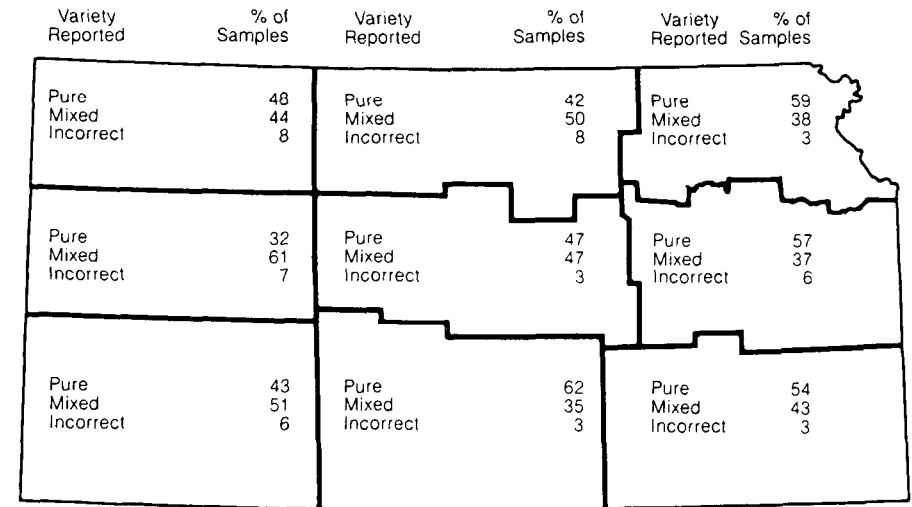 Variety % of Variety % of Variety % of
Reported Samples Reported Samples Reported Samples
Pure 48 Pure 42 Pure 59
Mixed 44 Mixed 50 Mixed 38
Incorrect 8 Incorrect 8 Incorrect 3
Pure 32 Pure 47 Pure 57
Mixed 61 Mixed 47 Mixed 37
Incorrect 7 Incorrect 3 Incorrect 6
Pure 43 Pure 62 Pure 54
Mixed 51 Mixed 35 Mixed 43
Incorrect 6 Incorrect 3 Incorrect 3